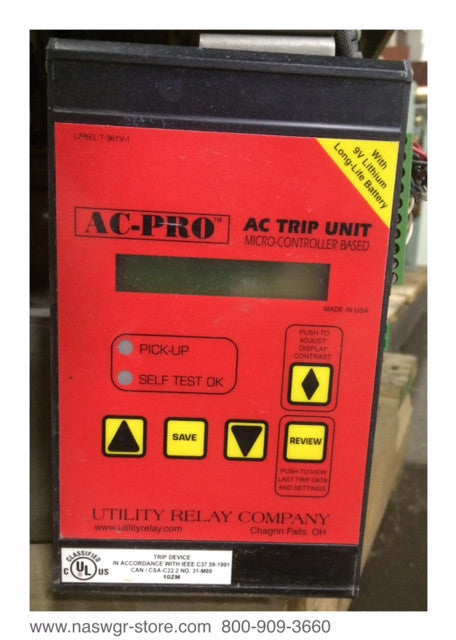 LABEL T-361V-1
With
9V Lithium
Long-Life Battery
AC-PRO™ AC TRIP UNIT
MICRO-CONTROLLER BASED
MADE IN USA
PUSH TO
ADJUST
DISPLAY
CONTRAST
PICK-UP
SELF TEST OK
SAVE
REVIEW
PUSH TO VIEW
LAST TRIP DATA
AND SETTINGS
UTILITY RELAY COMPANY
www.utilityrelay.com Chagrin Falls, OH
CLASSIFIED
C UL US
TRIP DEVICE
IN ACCORDANCE WITH IEEE C37.59-1991
CAN / CSA-C22.2 NO. 31-M89
10ZM
www.naswgr-store.com 800-909-3660